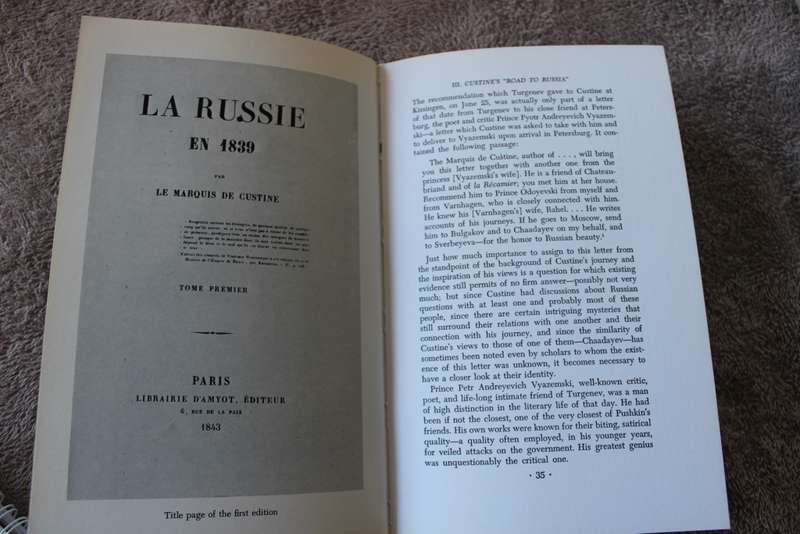 LA RUSSIE
EN 1839
PAR
LE MARQUIS DE CUSTINE
TOME PREMIER
PARIS
LIBRAIRIE D'AMYOT, ÉDITEUR
6, RUE DE LA PAIX
1843
Title page of the first edition
III. CUSTINE'S "ROAD TO RUSSIA"
The recommendation which Turgenev gave to Custine at
Kissingen, on June 25, was actually only part of a letter
of that date from Turgenev to his close friend at Peters-
burg, the poet and critic Prince Pyotr Andreyevich Vyazem-
ski—a letter which Custine was asked to take with him and
to deliver to Vyazemski upon arrival in Petersburg. It con-
tained the following passage:
The Marquis de Custine, author of . . . , will bring
you this letter together with another one from the
princess [Vyazemski's wife]. He is a friend of Chateau-
briand and of la Récamier; you met him at her house.
Recommend him to Prince Odoyevski from myself and
from Varnhagen, who is closely connected with him.
He knew his [Varnhagen's] wife, Rahel. . . . He writes
accounts of his journeys. If he goes to Moscow, send
him to Bulgakov and to Chaadayev on my behalf, and
to Sverbeyeva—for the honor to Russian beauty.
Just how much importance to assign to this letter from
the standpoint of the background of Custine's journey and
the inspiration of his views is a question for which existing
evidence still permits of no firm answer—possibly not very
much; but since Custine had discussions about Russian
questions with at least one and probably most of these
people, since there are certain intriguing mysteries that
still surround their relations with one another and their
connection with his journey, and since the similarity of
Custine's views to those of one of them—Chaadayev—has
sometimes been noted even by scholars to whom the exist-
ence of this letter was unknown, it becomes necessary to
have a closer look at their identity.
Prince Petr Andreyevich Vyazemski, well-known critic,
poet, and life-long intimate friend of Turgenev, was a man
of high distinction in the literary life of that day. He had
been if not the closest, one of the very closest of Pushkin's
friends. His own works were known for their biting, satirical
quality—a quality often employed, in his younger years,
for veiled attacks on the government. His greatest genius
was unquestionably the critical one.
· 35 ·